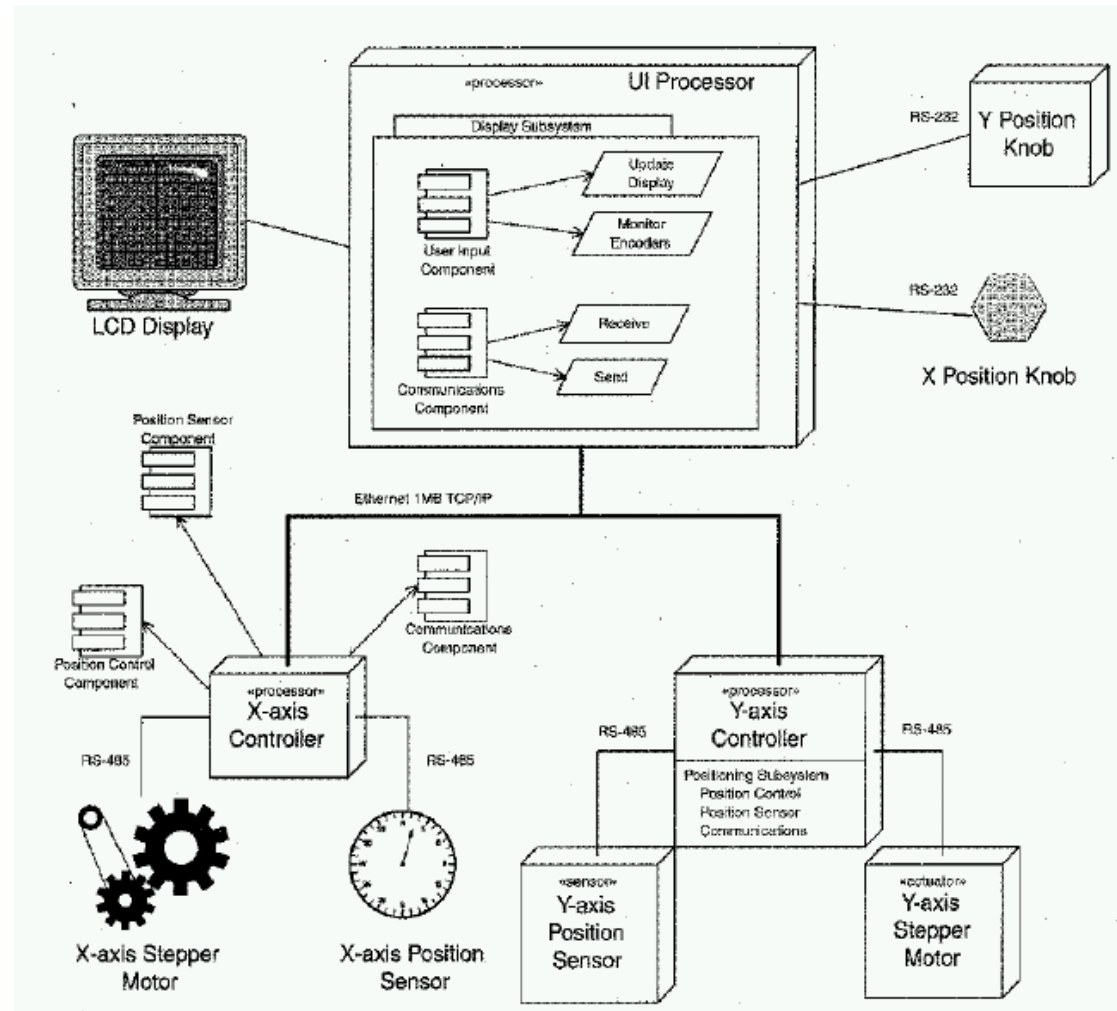 «processor»
UI Processor
Display Subsystem
Update
Display
Monitor
Encoders
User Input
Component
Receive
Send
Communications
Component
LCD Display
RS-232
Y Position
Knob
RS-232
X Position Knob
Position Sensor
Component
Ethernet 1MB TCP/IP
Communications
Component
Position Control
Component
«processor»
X-axis
Controller
RS-485
RS-485
X-axis Stepper
Motor
X-axis Position
Sensor
«processor»
Y-axis
Controller
Positioning Subsystem
Position Control
Position Sensor
Communications
RS-485
RS-485
«sensor»
Y-axis
Position
Sensor
«actuator»
Y-axis
Stepper
Motor